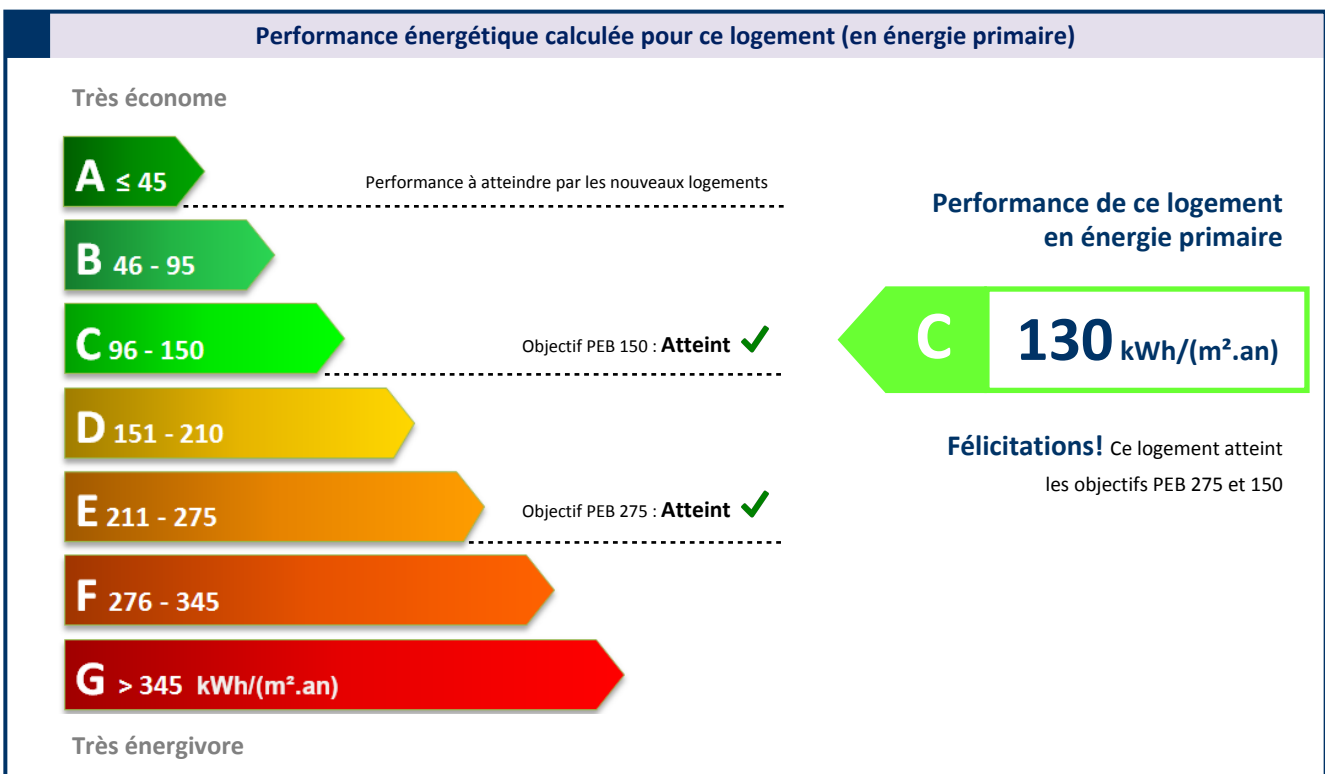 Performance énergétique calculée pour ce logement (en énergie primaire)
Très économe
A ≤ 45
Performance à atteindre par les nouveaux logements
B 46 - 95
C 96 - 150
Objectif PEB 150 : Atteint
D 151 - 210
E 211 - 275
Objectif PEB 275 : Atteint
F 276 - 345
G > 345 kWh/(m².an)
Très énergivore
Performance de ce logement
en énergie primaire
C 130 kWh/(m².an)
Félicitations! Ce logement atteint
les objectifs PEB 275 et 150